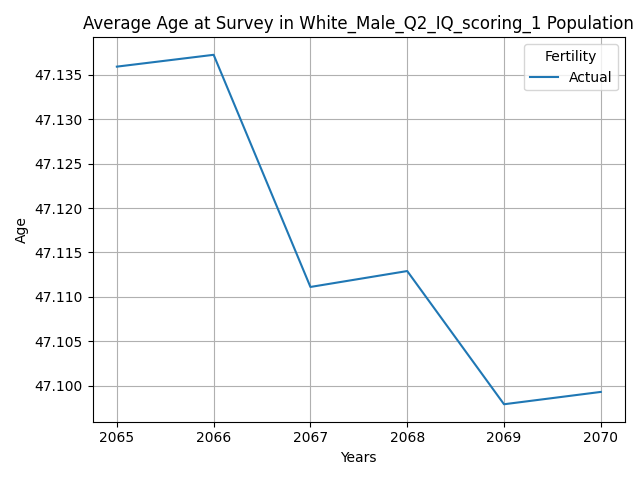 Average Age at Survey in White_Male_Q2_IQ_scoring_1 Population
Fertility
Actual
47.135
47.130
47.125
47.120
47.115
47.110
47.105
47.100
Age
2065 2066 2067 2068 2069 2070
Years